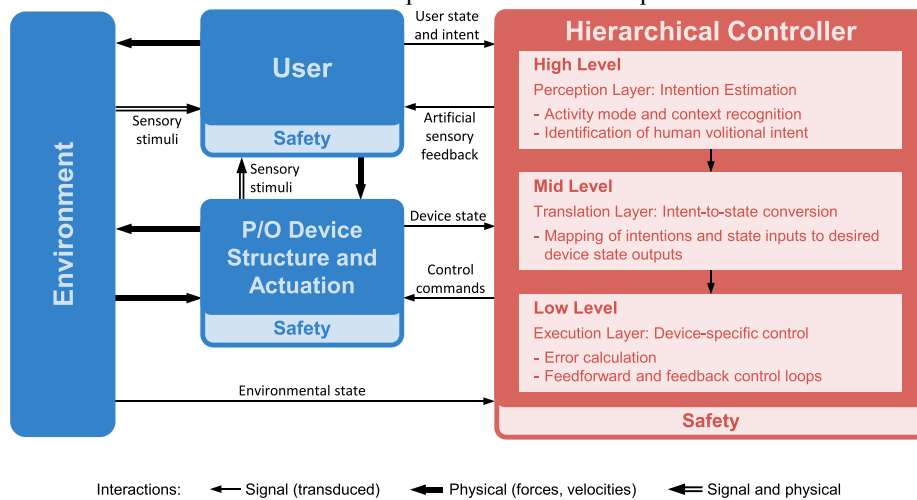 User state
and intent
User
Safety
Sensory
stimuli
Artificial
sensory
feedback
Sensory
stimuli
Environment
P/O Device
Structure and
Actuation
Safety
Device state
Control
commands
Environmental state
Hierarchical Controller
High Level
Perception Layer: Intention Estimation
- Activity mode and context recognition
- Identification of human volitional intent
Mid Level
Translation Layer: Intent-to-state conversion
- Mapping of intentions and state inputs to desired
device state outputs
Low Level
Execution Layer: Device-specific control
- Error calculation
- Feedforward and feedback control loops
Safety
Interactions: Signal (transduced) Physical (forces, velocities) Signal and physical